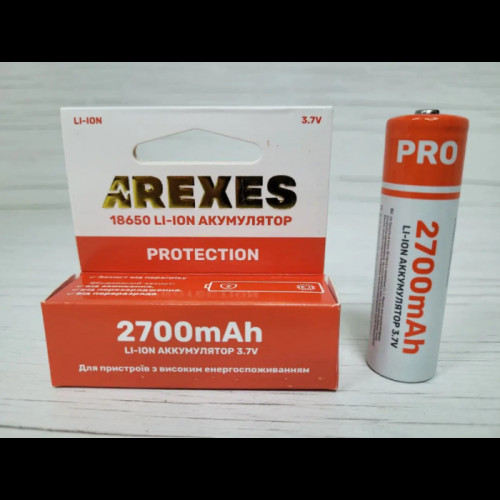 LI-ION 3.7V
AREXES
18650 LI-ION АКУМУЛЯТОР
PROTECTION
2700mAh
LI-ION АККУМУЛЯТОР 3.7V
Для пристроїв з високим енергоспоживанням
PRO
2700mAh
LI-ION АККУМУЛЯТОР 3.7V